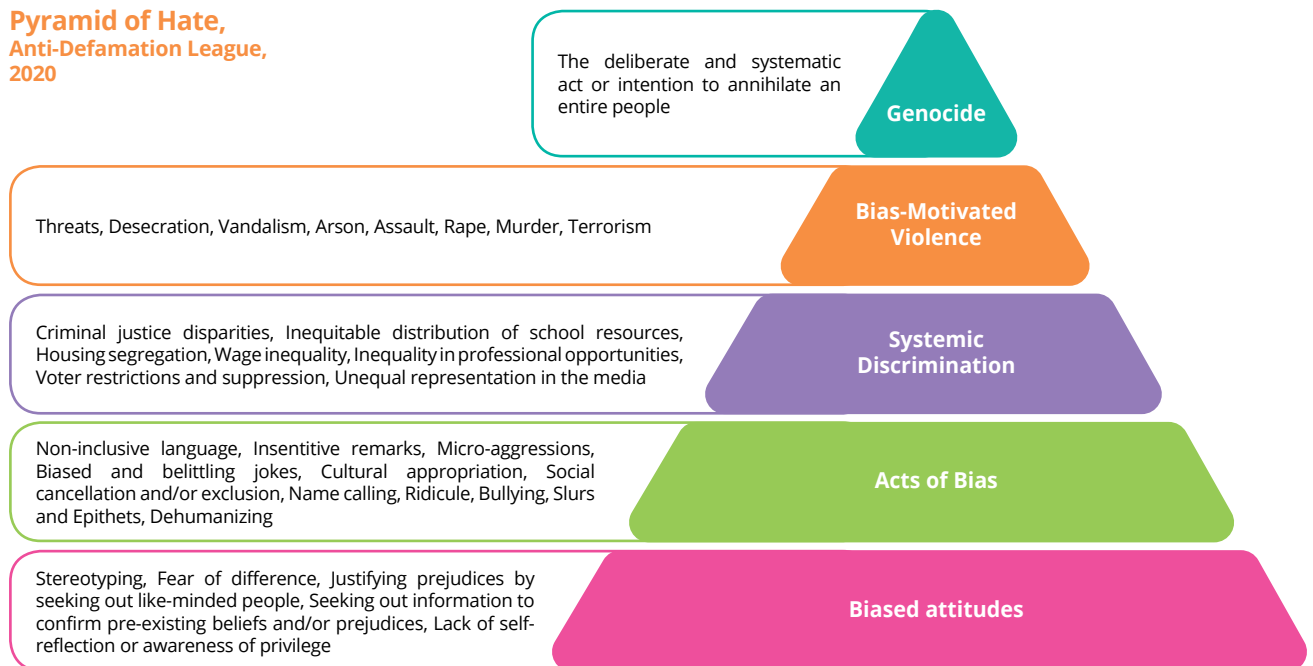 Pyramid of Hate,
Anti-Defamation League,
2020
The deliberate and systematic
act or intention to annihilate an
entire people
Genocide
Threats, Desecration, Vandalism, Arson, Assault, Rape, Murder, Terrorism
Bias-Motivated
Violence
Criminal justice disparities, Inequitable distribution of school resources,
Housing segregation, Wage inequality, Inequality in professional opportunities,
Voter restrictions and suppression, Unequal representation in the media
Systemic
Discrimination
Non-inclusive language, Insentitive remarks, Micro-aggressions,
Biased and belittling jokes, Cultural appropriation, Social
cancellation and/or exclusion, Name calling, Ridicule, Bullying, Slurs
and Epithets, Dehumanizing
Acts of Bias
Stereotyping, Fear of difference, Justifying prejudices by
seeking out like-minded people, Seeking out information to
confirm pre-existing beliefs and/or prejudices, Lack of self-
reflection or awareness of privilege
Biased attitudes